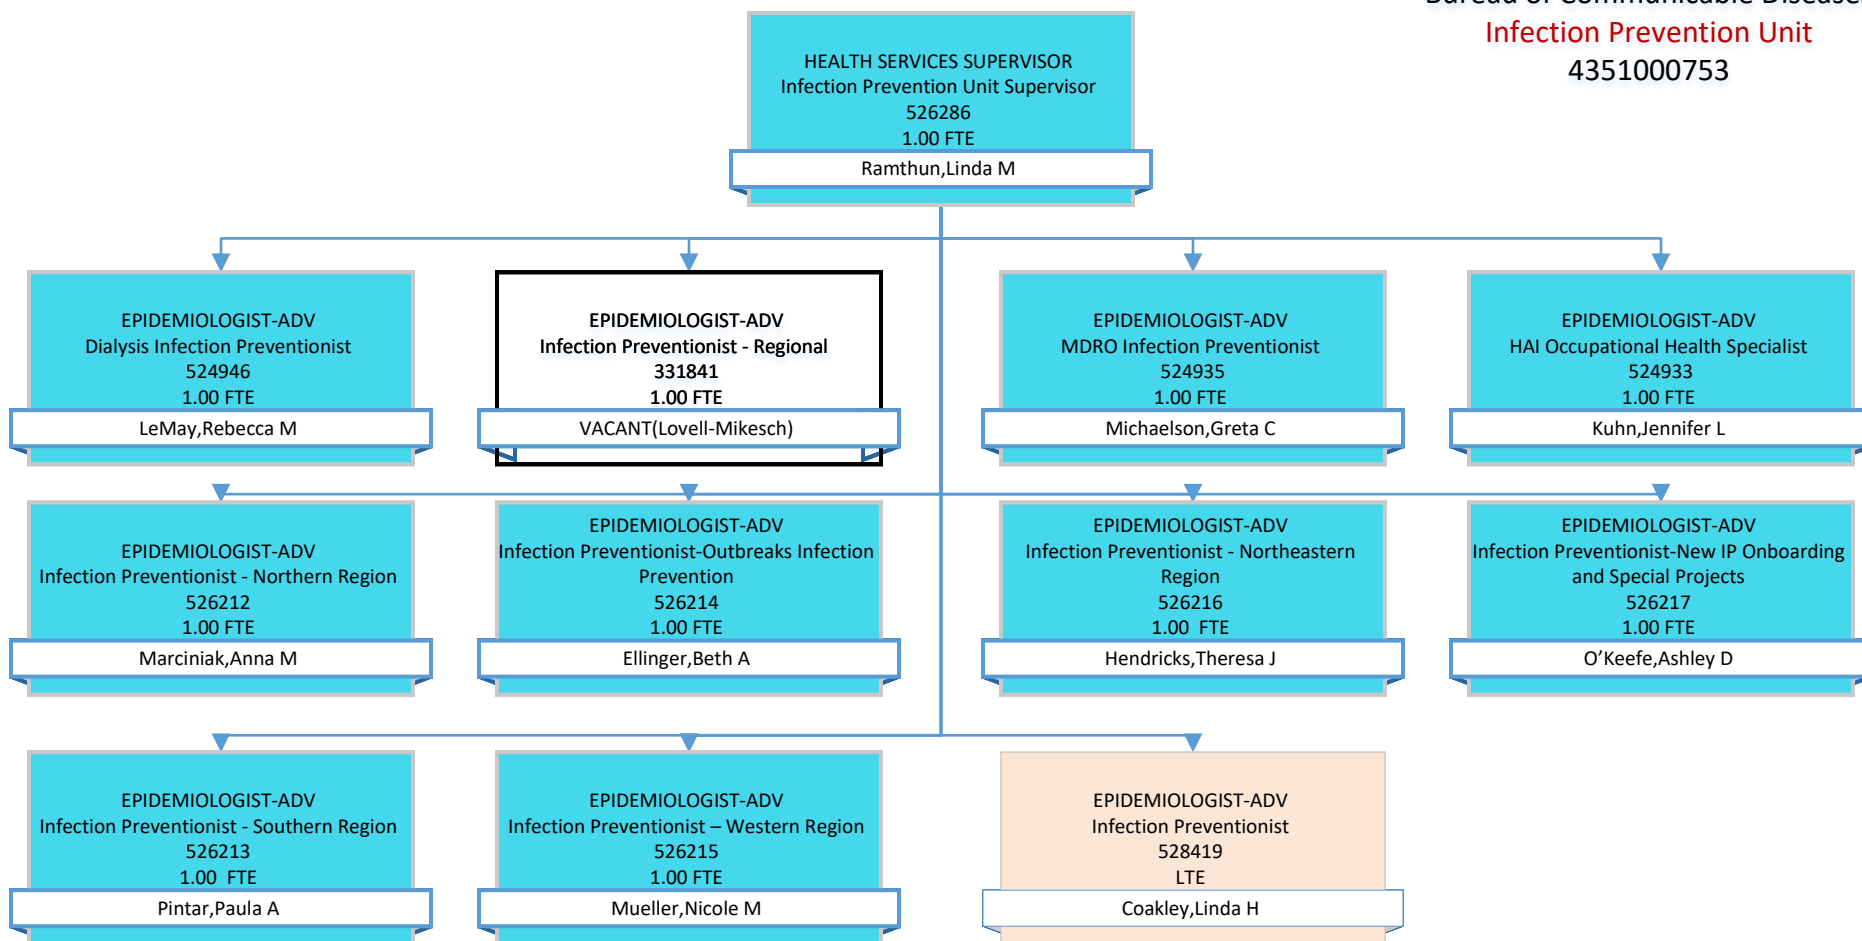 Bureau of Communicable Diseases
Infection Prevention Unit
4351000753
HEALTH SERVICES SUPERVISOR
Infection Prevention Unit Supervisor
526286
1.00 FTE
Ramthun,Linda M
EPIDEMIOLOGIST-ADV
Dialysis Infection Preventionist
524946
1.00 FTE
LeMay,Rebecca M
EPIDEMIOLOGIST-ADV
Infection Preventionist - Regional
331841
1.00 FTE
VACANT(Lovell-Mikesch)
EPIDEMIOLOGIST-ADV
MDRO Infection Preventionist
524935
1.00 FTE
Michaelson,Greta C
EPIDEMIOLOGIST-ADV
HAI Occupational Health Specialist
524933
1.00 FTE
Kuhn,Jennifer L
EPIDEMIOLOGIST-ADV
Infection Preventionist - Northern Region
526212
1.00 FTE
Marciniak,Anna M
EPIDEMIOLOGIST-ADV
Infection Preventionist-Outbreaks Infection
Prevention
526214
1.00 FTE
Ellinger,Beth A
EPIDEMIOLOGIST-ADV
Infection Preventionist - Northeastern
Region
526216
1.00 FTE
Hendricks,Theresa J
EPIDEMIOLOGIST-ADV
Infection Preventionist-New IP Onboarding
and Special Projects
526217
1.00 FTE
O’Keefe,Ashley D
EPIDEMIOLOGIST-ADV
Infection Preventionist - Southern Region
526213
1.00 FTE
Pintar,Paula A
EPIDEMIOLOGIST-ADV
Infection Preventionist – Western Region
526215
1.00 FTE
Mueller,Nicole M
EPIDEMIOLOGIST-ADV
Infection Preventionist
528419
LTE
Coakley,Linda H